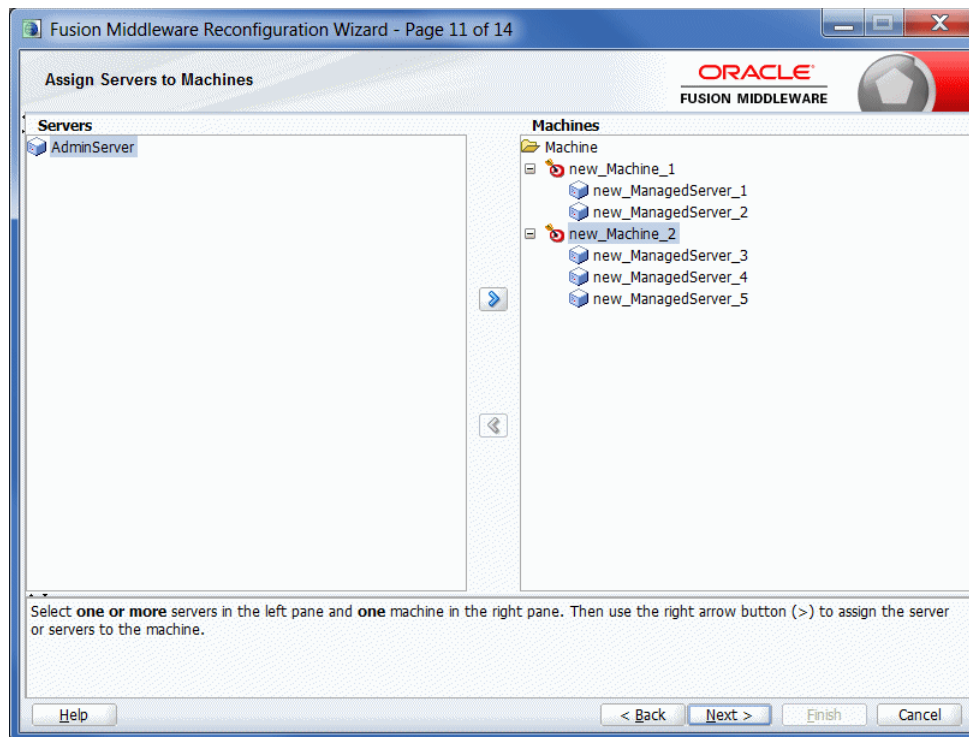 Fusion Middleware Reconfiguration Wizard - Page 11 of 14
Assign Servers to Machines
ORACLE
FUSION MIDDLEWARE
Servers
AdminServer
Machines
Machine
new_Machine_1
new_ManagedServer_1
new_ManagedServer_2
new_Machine_2
new_ManagedServer_3
new_ManagedServer_4
new_ManagedServer_5
Select one or more servers in the left pane and one machine in the right pane. Then use the right arrow button (>) to assign the server
or servers to the machine.
Help
< Back
Next >
Finish
Cancel